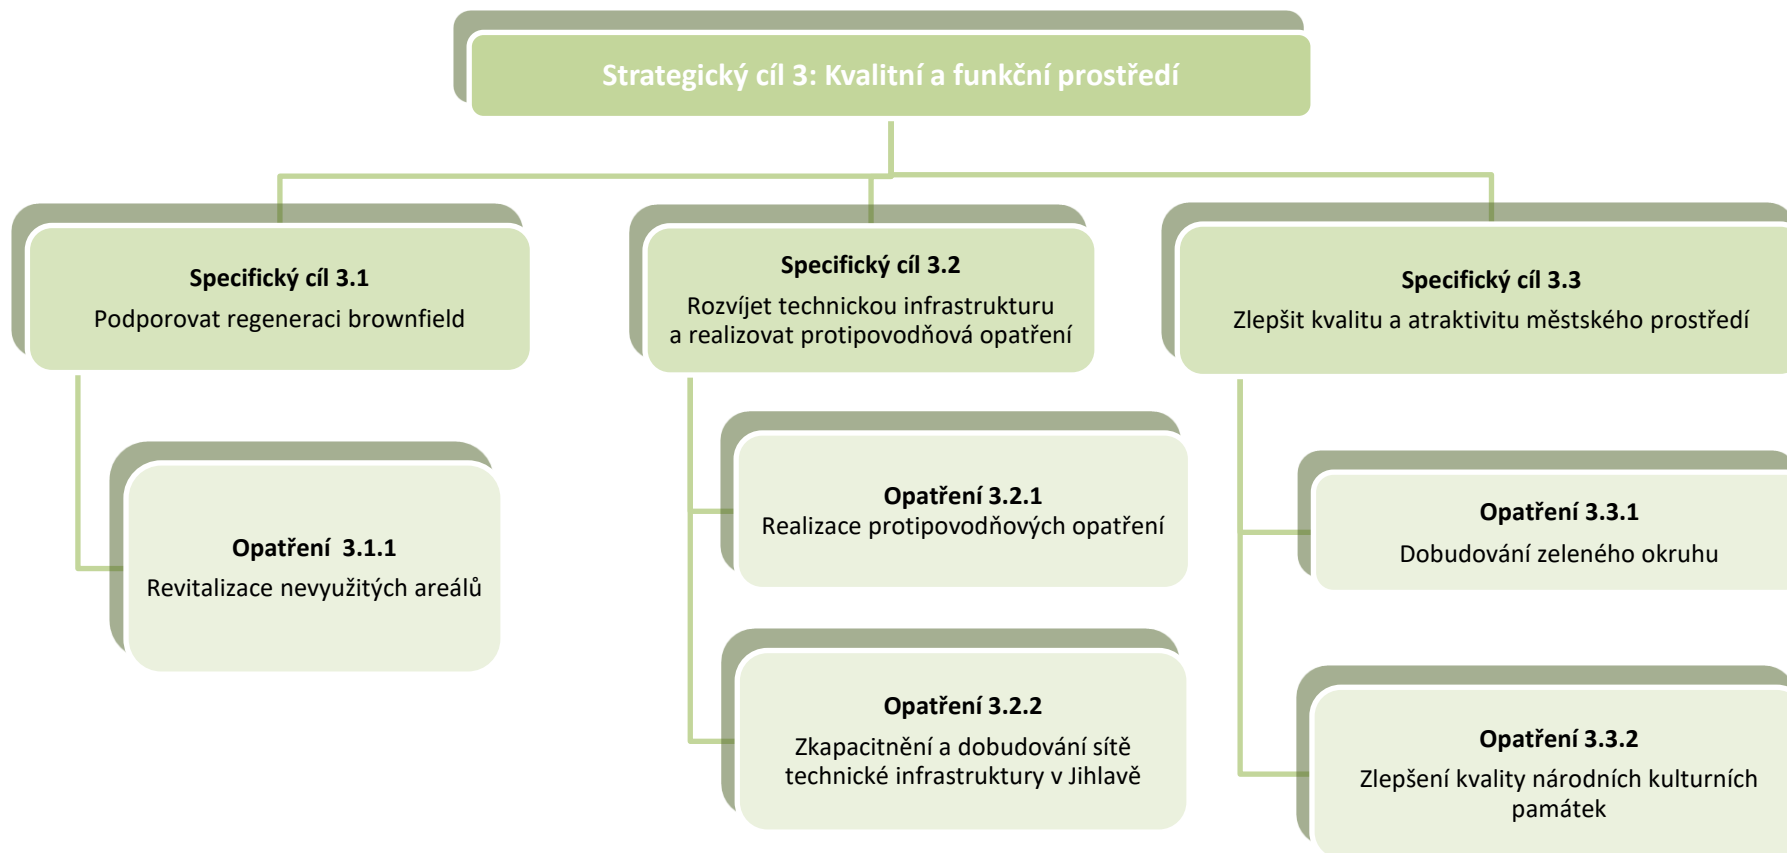 Strategický cíl 3: Kvalitní a funkční prostředí
Specifický cíl 3.1
Podporovat regeneraci brownfield
Opatření  3.1.1
Revitalizace nevyužitých areálů
Specifický cíl 3.2
Rozvíjet technickou infrastrukturu
a realizovat protipovodňová opatření
Opatření 3.2.1
Realizace protipovodňových opatření
Opatření 3.2.2
Zkapacitnění a dobudování sítě
technické infrastruktury v Jihlavě
Specifický cíl 3.3
Zlepšit kvalitu a atraktivitu městského prostředí
Opatření 3.3.1
Dobudování zeleného okruhu
Opatření 3.3.2
Zlepšení kvality národních kulturních
památek